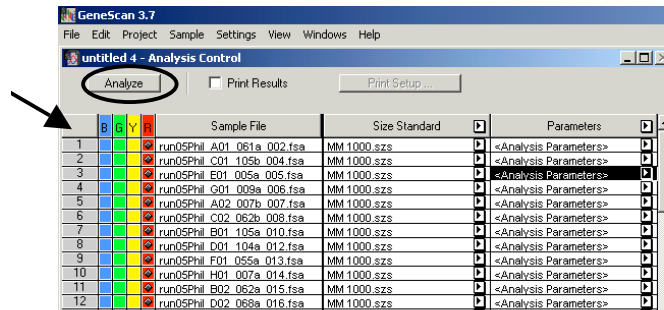 GeneScan 3.7
File Edit Project Sample Settings View Windows Help
untitled 4 - Analysis Control
Analyze Print Results Print Setup ...
B G Y R Sample File Size Standard Parameters
1 run05Phil_A01_061a_002.fsa MM 1000.szs <Analysis Parameters>
2 run05Phil_C01_105b_004.fsa MM 1000.szs <Analysis Parameters>
3 run05Phil_E01_005a_005.fsa MM 1000.szs <Analysis Parameters>
4 run05Phil_G01_009a_006.fsa MM 1000.szs <Analysis Parameters>
5 run05Phil_A02_007b_007.fsa MM 1000.szs <Analysis Parameters>
6 run05Phil_C02_062b_008.fsa MM 1000.szs <Analysis Parameters>
7 run05Phil_B01_105a_010.fsa MM 1000.szs <Analysis Parameters>
8 run05Phil_D01_104a_012.fsa MM 1000.szs <Analysis Parameters>
9 run05Phil_F01_055a_013.fsa MM 1000.szs <Analysis Parameters>
10 run05Phil_H01_007a_014.fsa MM 1000.szs <Analysis Parameters>
11 run05Phil_B02_062a_015.fsa MM 1000.szs <Analysis Parameters>
12 run05Phil_D02_068a_016.fsa MM 1000.szs <Analysis Parameters>